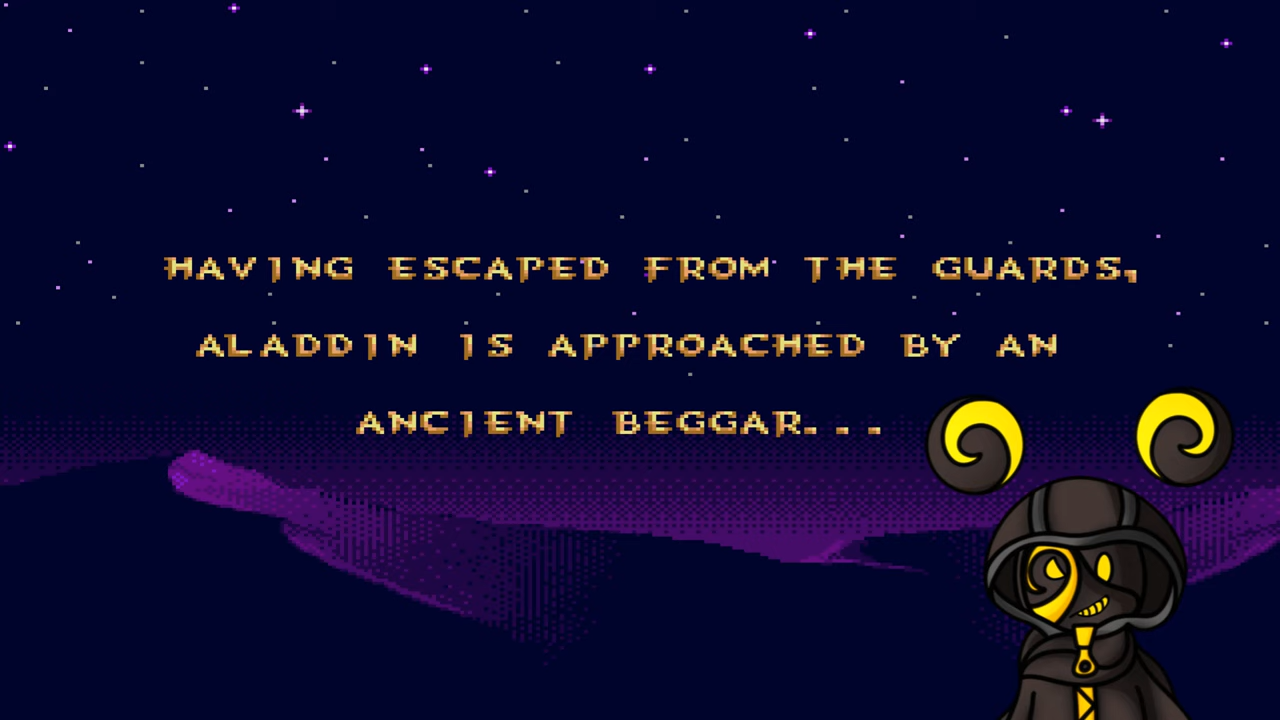 HAVING ESCAPED FROM THE GUARDS,
ALADDIN IS APPROACHED BY AN
ANCIENT BEGGAR...